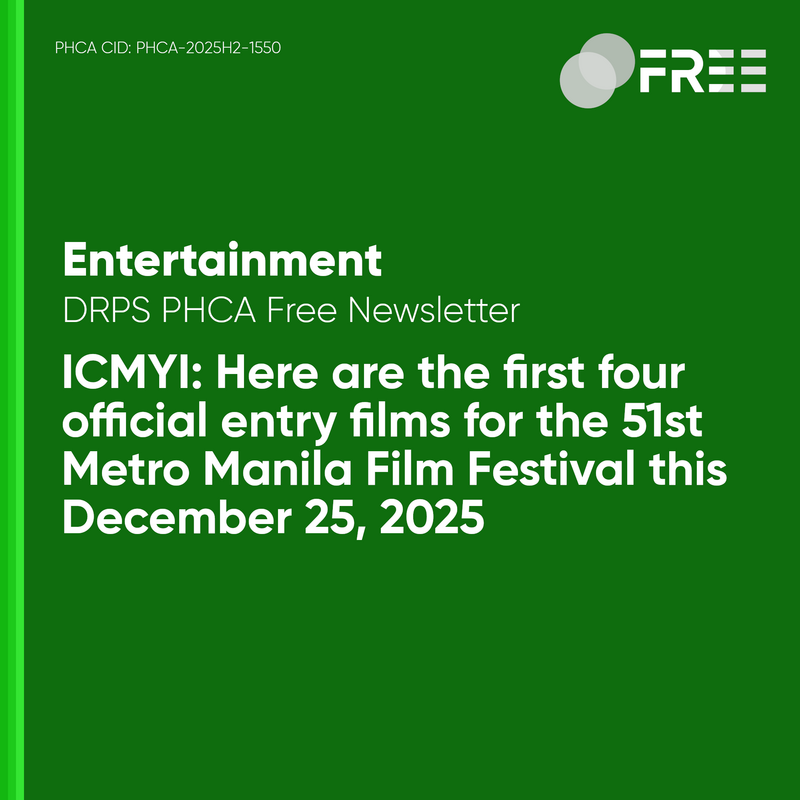 PHCA CID: PHCA-2025H2-1550
FREE
Entertainment
DRPS PHCA Free Newsletter
ICMYI: Here are the first four
official entry films for the 51st
Metro Manila Film Festival this
December 25, 2025